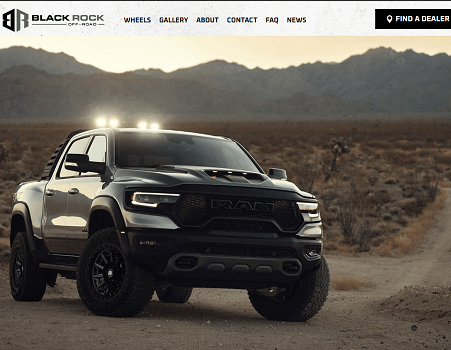 BLACK ROCK
OFF-ROAD
WHEELS GALLERY ABOUT CONTACT FAQ NEWS
FIND A DEALER
RAM